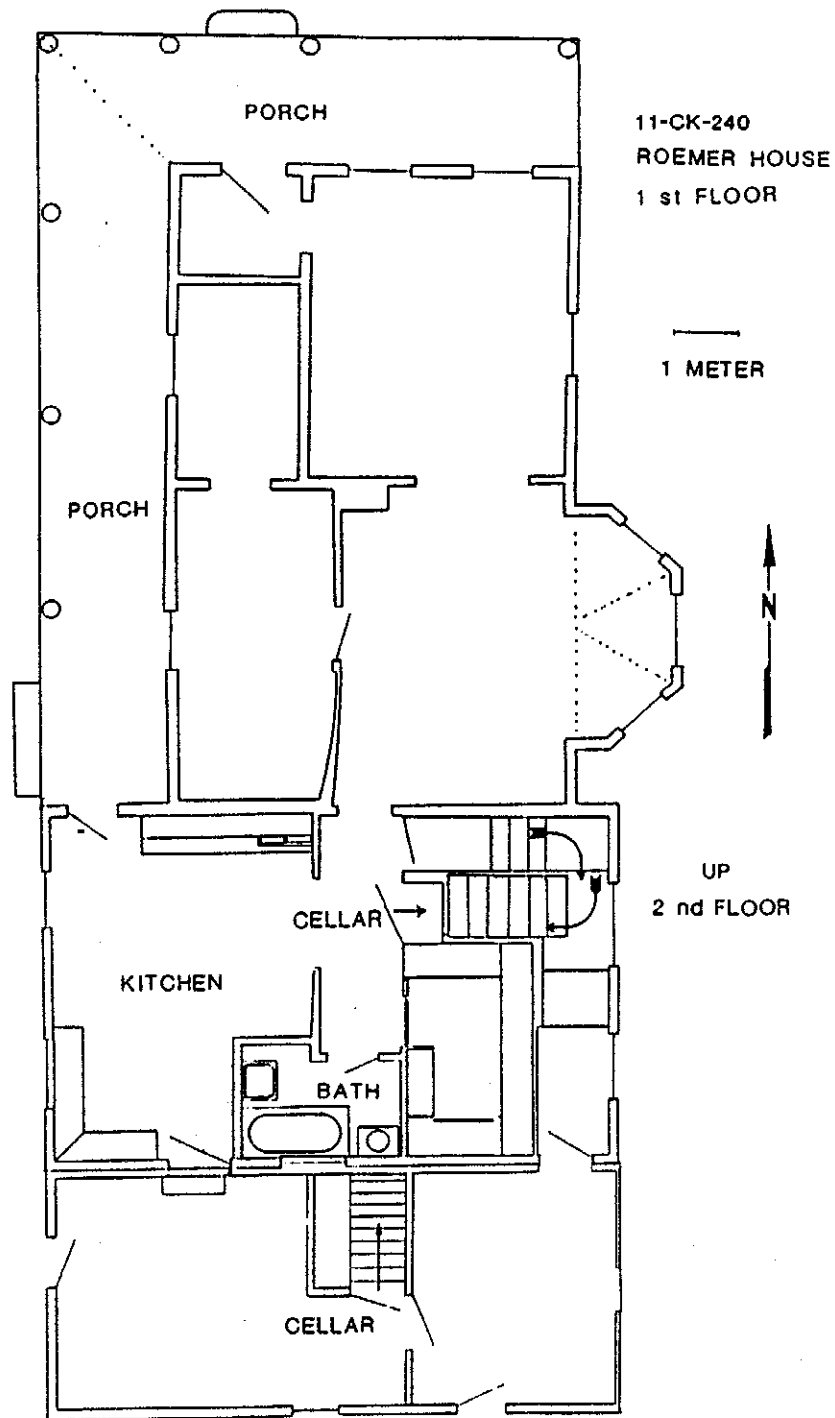 PORCH
11-CK-240
ROEMER HOUSE
1 st FLOOR
1 METER
PORCH
N
UP
2 nd FLOOR
CELLAR
KITCHEN
BATH
CELLAR